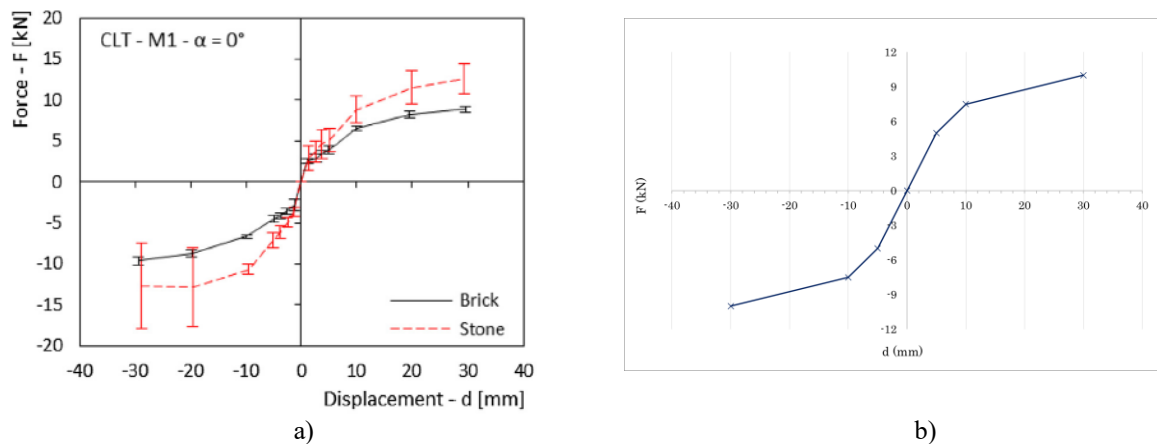 20
15
10
5
0
-5
-10
-15
-20
Force - F [kN]
CLT - M1 - α = 0°
Brick
Stone
-40 -30 -20 -10 0 10 20 30 40
Displacement - d [mm]
a)
12
9
6
3
0
-3
-6
-9
-12
F (kN)
-40 -30 -20 -10 0 10 20 30 40
d (mm)
b)